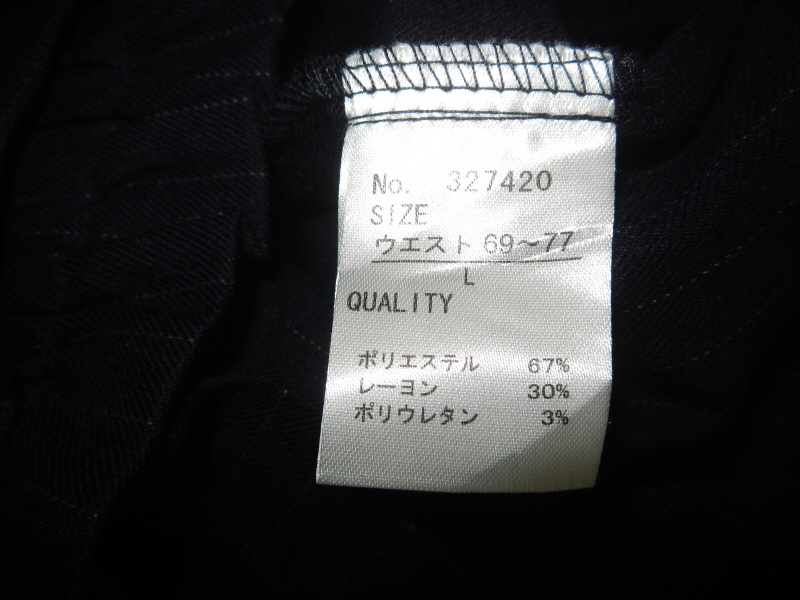 No. 327420
SIZE
ウエスト 69～77
L
QUALITY
ポリエステル 67%
レーヨン 30%
ポリウレタン 3%